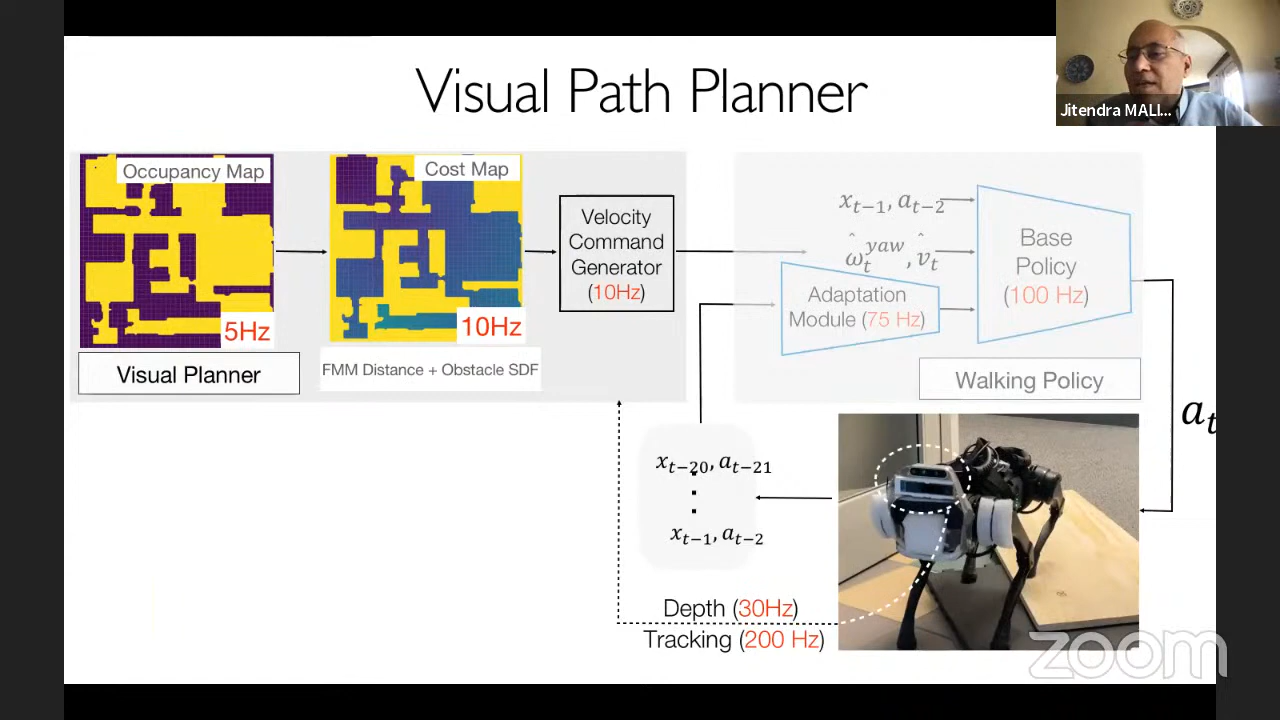 Visual Path Planner
Jitendra MALI...
Occupancy Map
5Hz
Visual Planner
Cost Map
10Hz
FMM Distance + Obstacle SDF
Velocity
Command
Generator
(10Hz)
x_{t-1}, a_{t-2}
\hat{ω}_t^{yaw}, \hat{v}_t
Adaptation
Module (75 Hz)
Base
Policy
(100 Hz)
Walking Policy
a_t
x_{t-20}, a_{t-21}
⋮
x_{t-1}, a_{t-2}
Depth (30Hz)
Tracking (200 Hz)
zoom